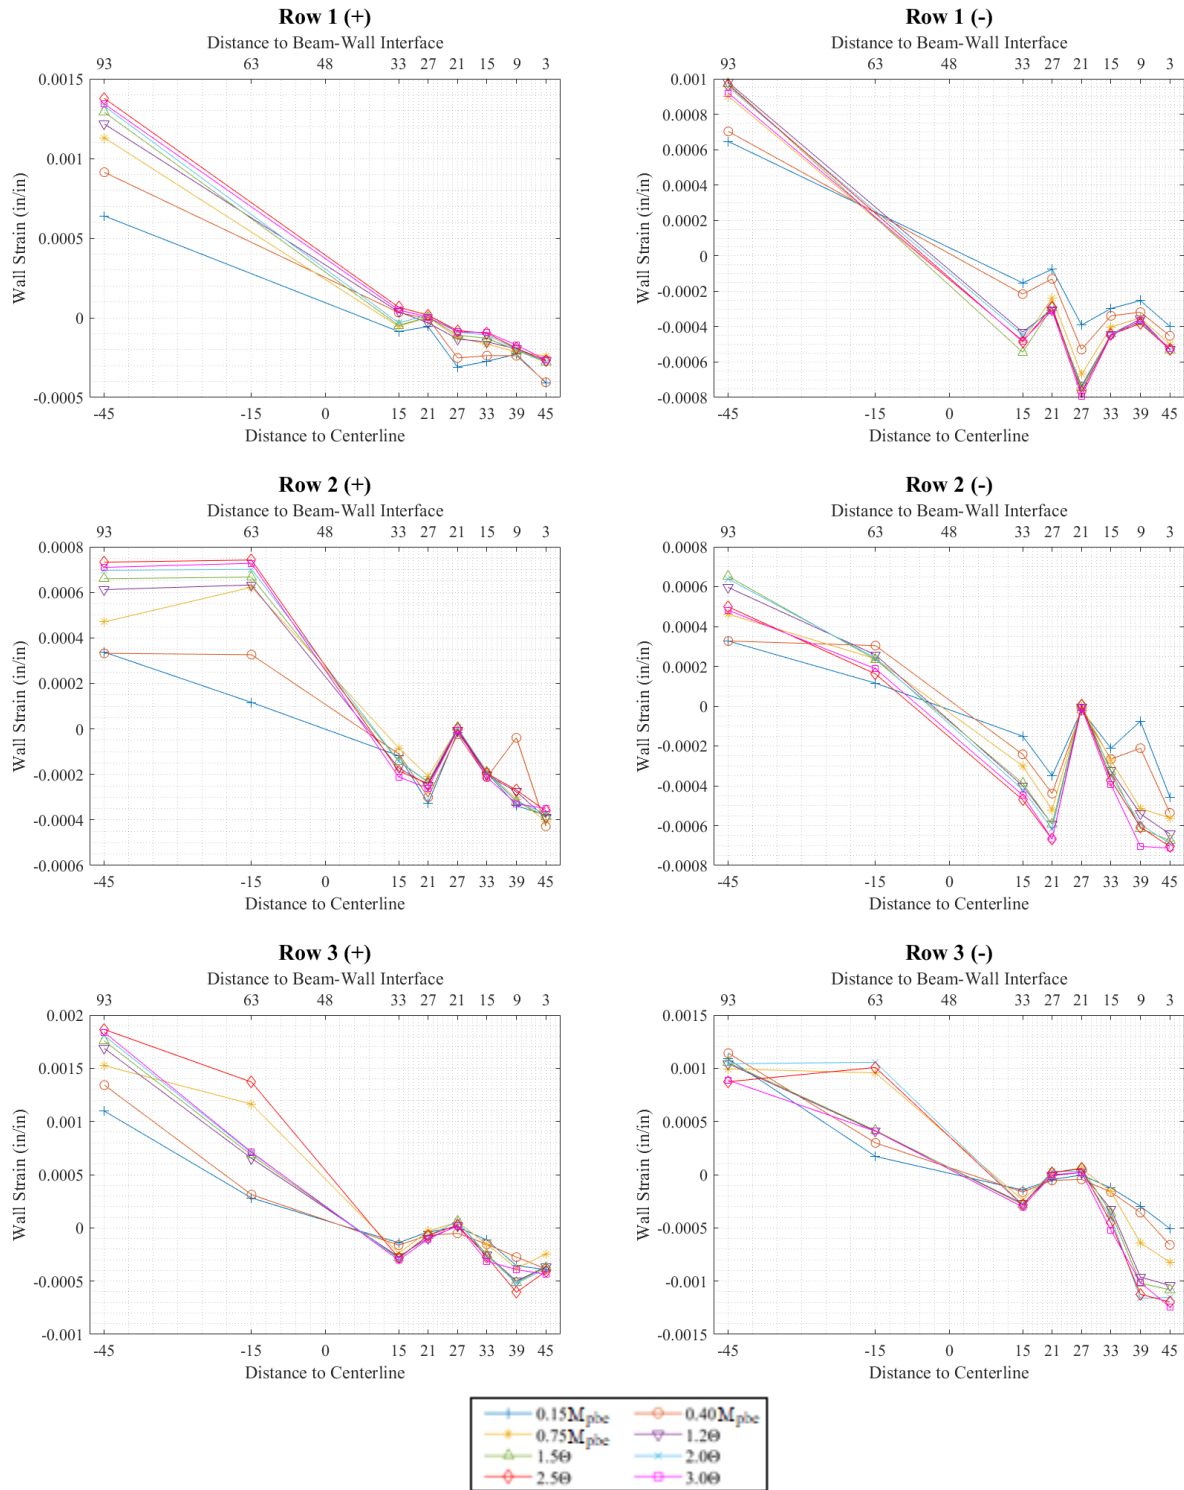 Row 1 (+)
Distance to Beam-Wall Interface
93 63 48 33 27 21 15 9 3
0.0015
0.001
0.0005
0
-0.0005
Wall Strain (in/in)
-45 -15 0 15 21 27 33 39 45
Distance to Centerline
Row 1 (-)
Distance to Beam-Wall Interface
93 63 48 33 27 21 15 9 3
0.001
0.0008
0.0006
0.0004
0.0002
0
-0.0002
-0.0004
-0.0006
-0.0008
Wall Strain (in/in)
-45 -15 0 15 21 27 33 39 45
Distance to Centerline
Row 2 (+)
Distance to Beam-Wall Interface
93 63 48 33 27 21 15 9 3
0.0008
0.0006
0.0004
0.0002
0
-0.0002
-0.0004
-0.0006
Wall Strain (in/in)
-45 -15 0 15 21 27 33 39 45
Distance to Centerline
Row 2 (-)
Distance to Beam-Wall Interface
93 63 48 33 27 21 15 9 3
0.0008
0.0006
0.0004
0.0002
0
-0.0002
-0.0004
-0.0006
-0.0008
Wall Strain (in/in)
-45 -15 0 15 21 27 33 39 45
Distance to Centerline
Row 3 (+)
Distance to Beam-Wall Interface
93 63 48 33 27 21 15 9 3
0.002
0.0015
0.001
0.0005
0
-0.0005
-0.001
Wall Strain (in/in)
-45 -15 0 15 21 27 33 39 45
Distance to Centerline
Row 3 (-)
Distance to Beam-Wall Interface
93 63 48 33 27 21 15 9 3
0.0015
0.001
0.0005
0
-0.0005
-0.001
-0.0015
Wall Strain (in/in)
-45 -15 0 15 21 27 33 39 45
Distance to Centerline
0.15Mpbe 0.40Mpbe
0.75Mpbe 1.2Θ
1.5Θ 2.0Θ
2.5Θ 3.0Θ